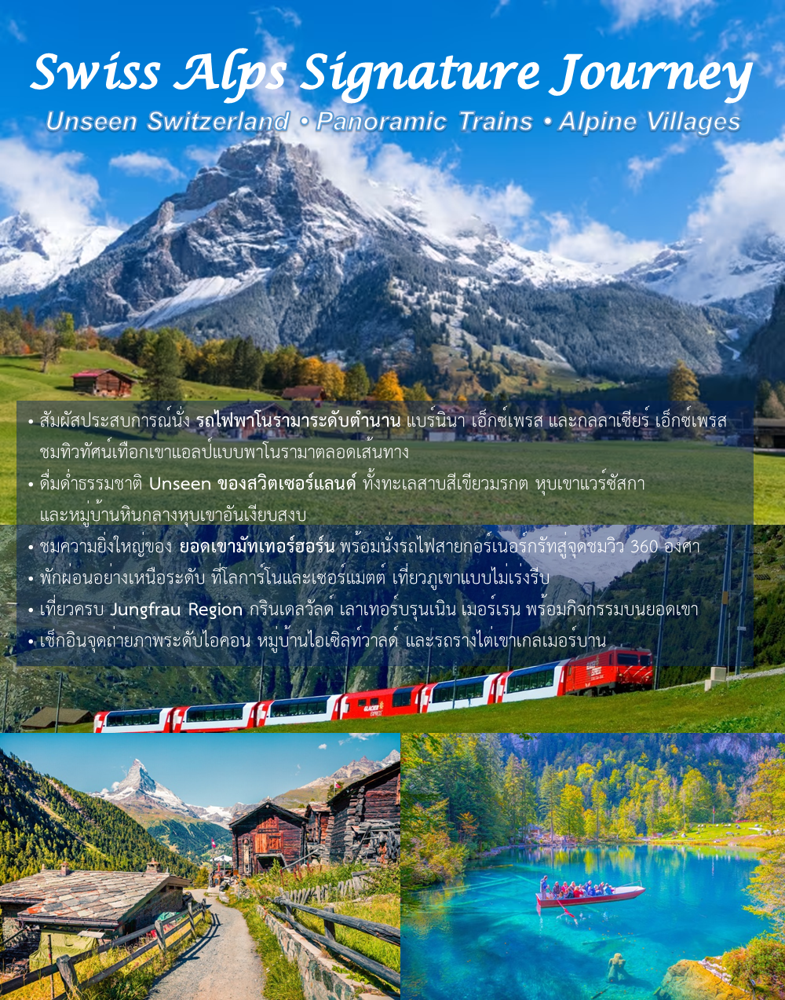 Swiss Alps Signature Journey
Unseen Switzerland • Panoramic Trains • Alpine Villages
• สัมผัสประสบการณ์นั่ง รถไฟพาโนรามาระดับตำนาน แบร์นินา เอ็กซ์เพรส และกลลาเซียร์ เอ็กซ์เพรส
ชมทิวทัศน์เทือกเขาแอลป์แบบพาโนรามาตลอดเส้นทาง
• ดื่มด่ำธรรมชาติ Unseen ของสวิตเซอร์แลนด์ ทั้งทะเลสาบสีเขียวมรกต หุบเขาแวร์ซัสกา
และหมู่บ้านหินกลางหุบเขาอันเงียบสงบ
• ชมความยิ่งใหญ่ของ ยอดเขามัทเทอร์ฮอร์น พร้อมนั่งรถไฟสายกอร์เนอร์กรัทสู่จุดชมวิว 360 องศา
• พักผ่อนอย่างเหนือระดับ ที่โลการ์โนและเซอร์แมตต์ เที่ยวภูเขาแบบไม่เร่งรีบ
• เที่ยวครบ Jungfrau Region กรินเดลวัลด์ เลาเทอร์บรุนเนิน เมอร์เรน พร้อมกิจกรรมบนยอดเขา
• เช็กอินจุดถ่ายภาพระดับไอคอน หมู่บ้านไอเซิลท์วาลด์ และรถรางไต่เขาเกลเมอร์บาน
GLACIER
EXPRESS